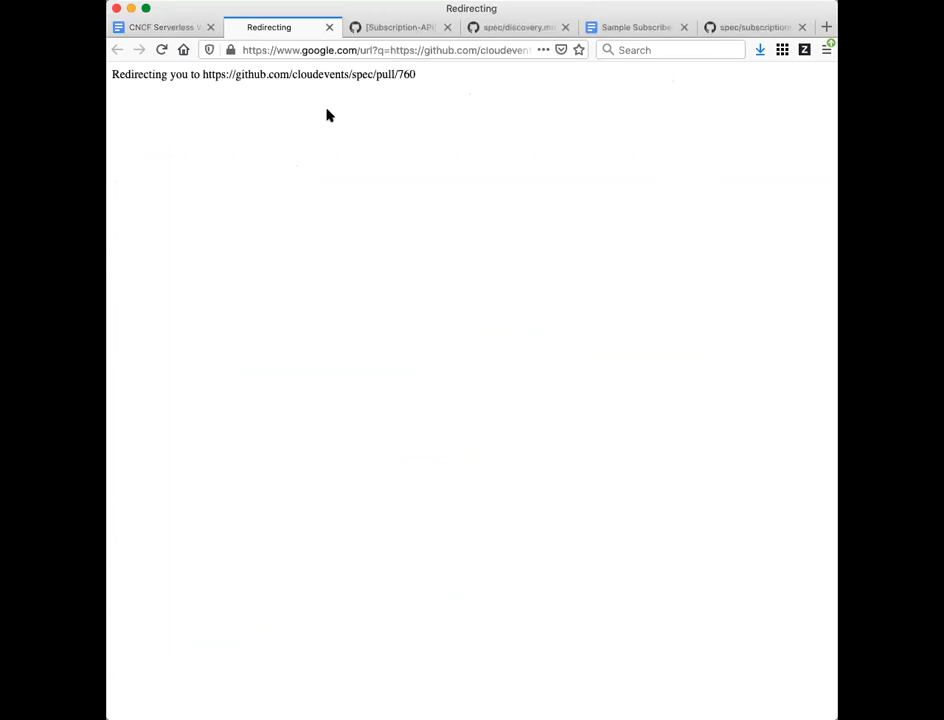 Redirecting
CNCF Serverless W
Redirecting
[Subscription-API]
spec/discovery.m
Sample Subscribe
spec/subscription
https://www.google.com/url?q=https://github.com/cloudeven
Search
Z
Redirecting you to https://github.com/cloudevents/spec/pull/760